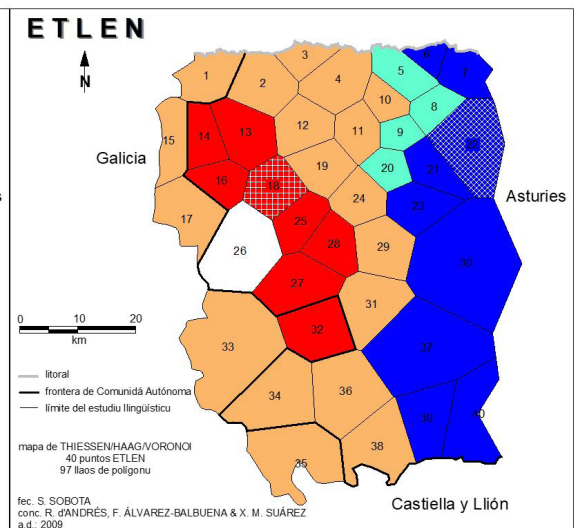 ETLEN
N
Galicia
Asturies
Castiella y Llión
1
2
3
4
5
6
7
8
9
10
11
12
13
14
15
16
17
18
19
20
21
22
23
24
25
26
27
28
29
30
31
32
33
34
35
36
37
38
39
40
0 10 20
km
litoral
frontera de Comunidá Autónoma
límite del estudiu llingüísticu
mapa de THIESSEN/HAAG/VORONOI
40 puntos ETLEN
97 llaos de polígonu
fec. S. SOBOTA
conc. R. d'ANDRÉS, F. ÁLVAREZ-BALBUENA & X. M. SUÁREZ
a.d.: 2009